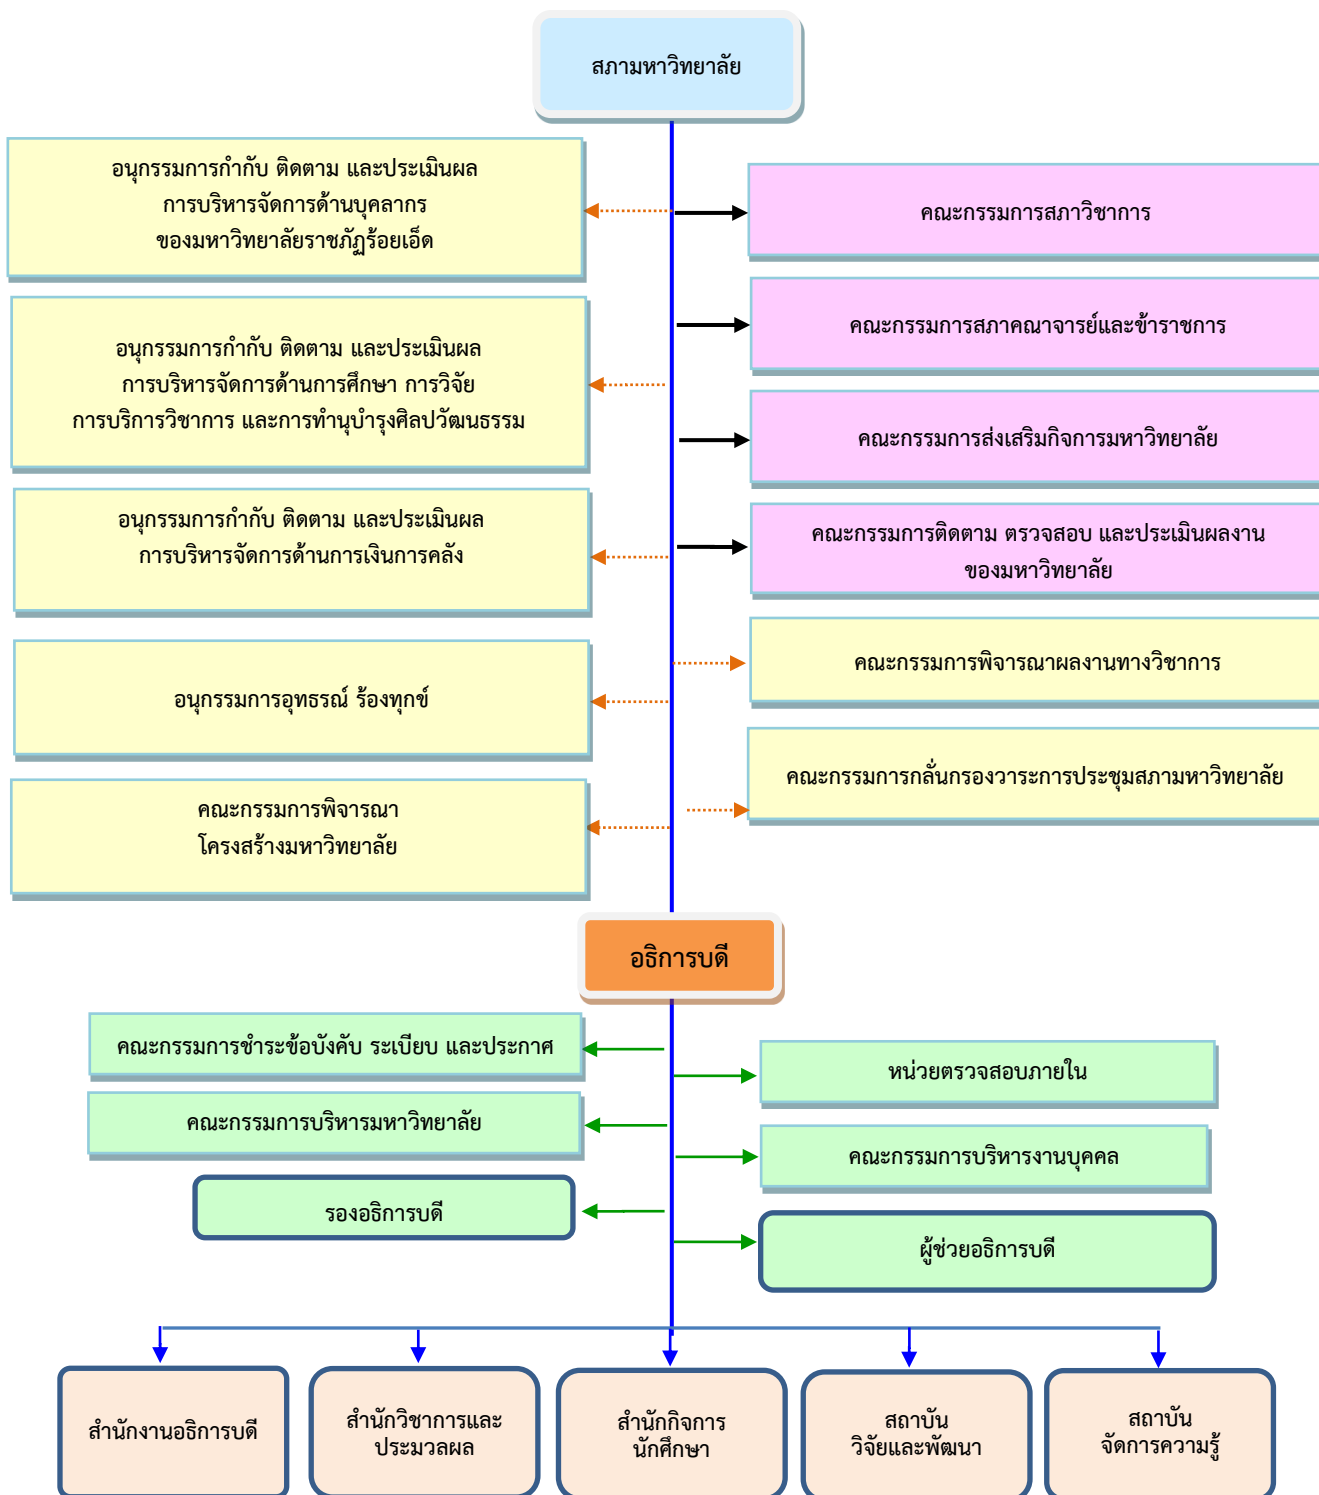 สภามหาวิทยาลัย
อนุกรรมการกำกับ ติดตาม และประเมินผล
การบริหารจัดการด้านบุคลากร
ของมหาวิทยาลัยราชภัฏร้อยเอ็ด
คณะกรรมการสภาวิชาการ
อนุกรรมการกำกับ ติดตาม และประเมินผล
การบริหารจัดการด้านการศึกษา การวิจัย
การบริการวิชาการ และการทำนุบำรุงศิลปวัฒนธรรม
คณะกรรมการสภาคณาจารย์และข้าราชการ
คณะกรรมการส่งเสริมกิจการมหาวิทยาลัย
อนุกรรมการกำกับ ติดตาม และประเมินผล
การบริหารจัดการด้านการเงินการคลัง
คณะกรรมการติดตาม ตรวจสอบ และประเมินผลงาน
ของมหาวิทยาลัย
อนุกรรมการอุทธรณ์ ร้องทุกข์
คณะกรรมการพิจารณาผลงานทางวิชาการ
คณะกรรมการพิจารณา
โครงสร้างมหาวิทยาลัย
คณะกรรมการกลั่นกรองวาระการประชุมสภามหาวิทยาลัย
อธิการบดี
คณะกรรมการชำระข้อบังคับ ระเบียบ และประกาศ
หน่วยตรวจสอบภายใน
คณะกรรมการบริหารมหาวิทยาลัย
คณะกรรมการบริหารงานบุคคล
รองอธิการบดี
ผู้ช่วยอธิการบดี
สำนักงานอธิการบดี
สำนักวิชาการและ
ประมวลผล
สำนักกิจการ
นักศึกษา
สถาบัน
วิจัยและพัฒนา
สถาบัน
จัดการความรู้